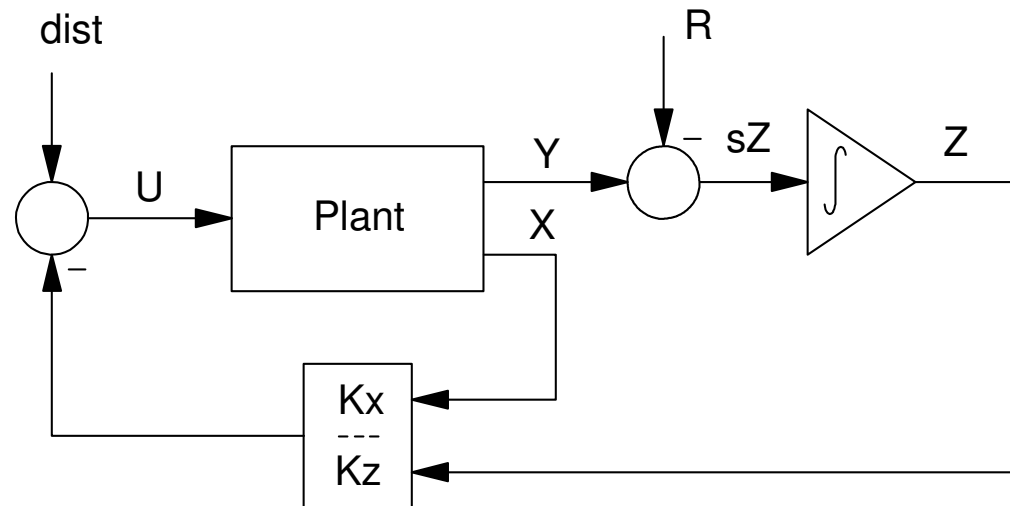 dist
R
U
Plant
Y
X
–
sZ
∫
Z
–
Kx
---
Kz